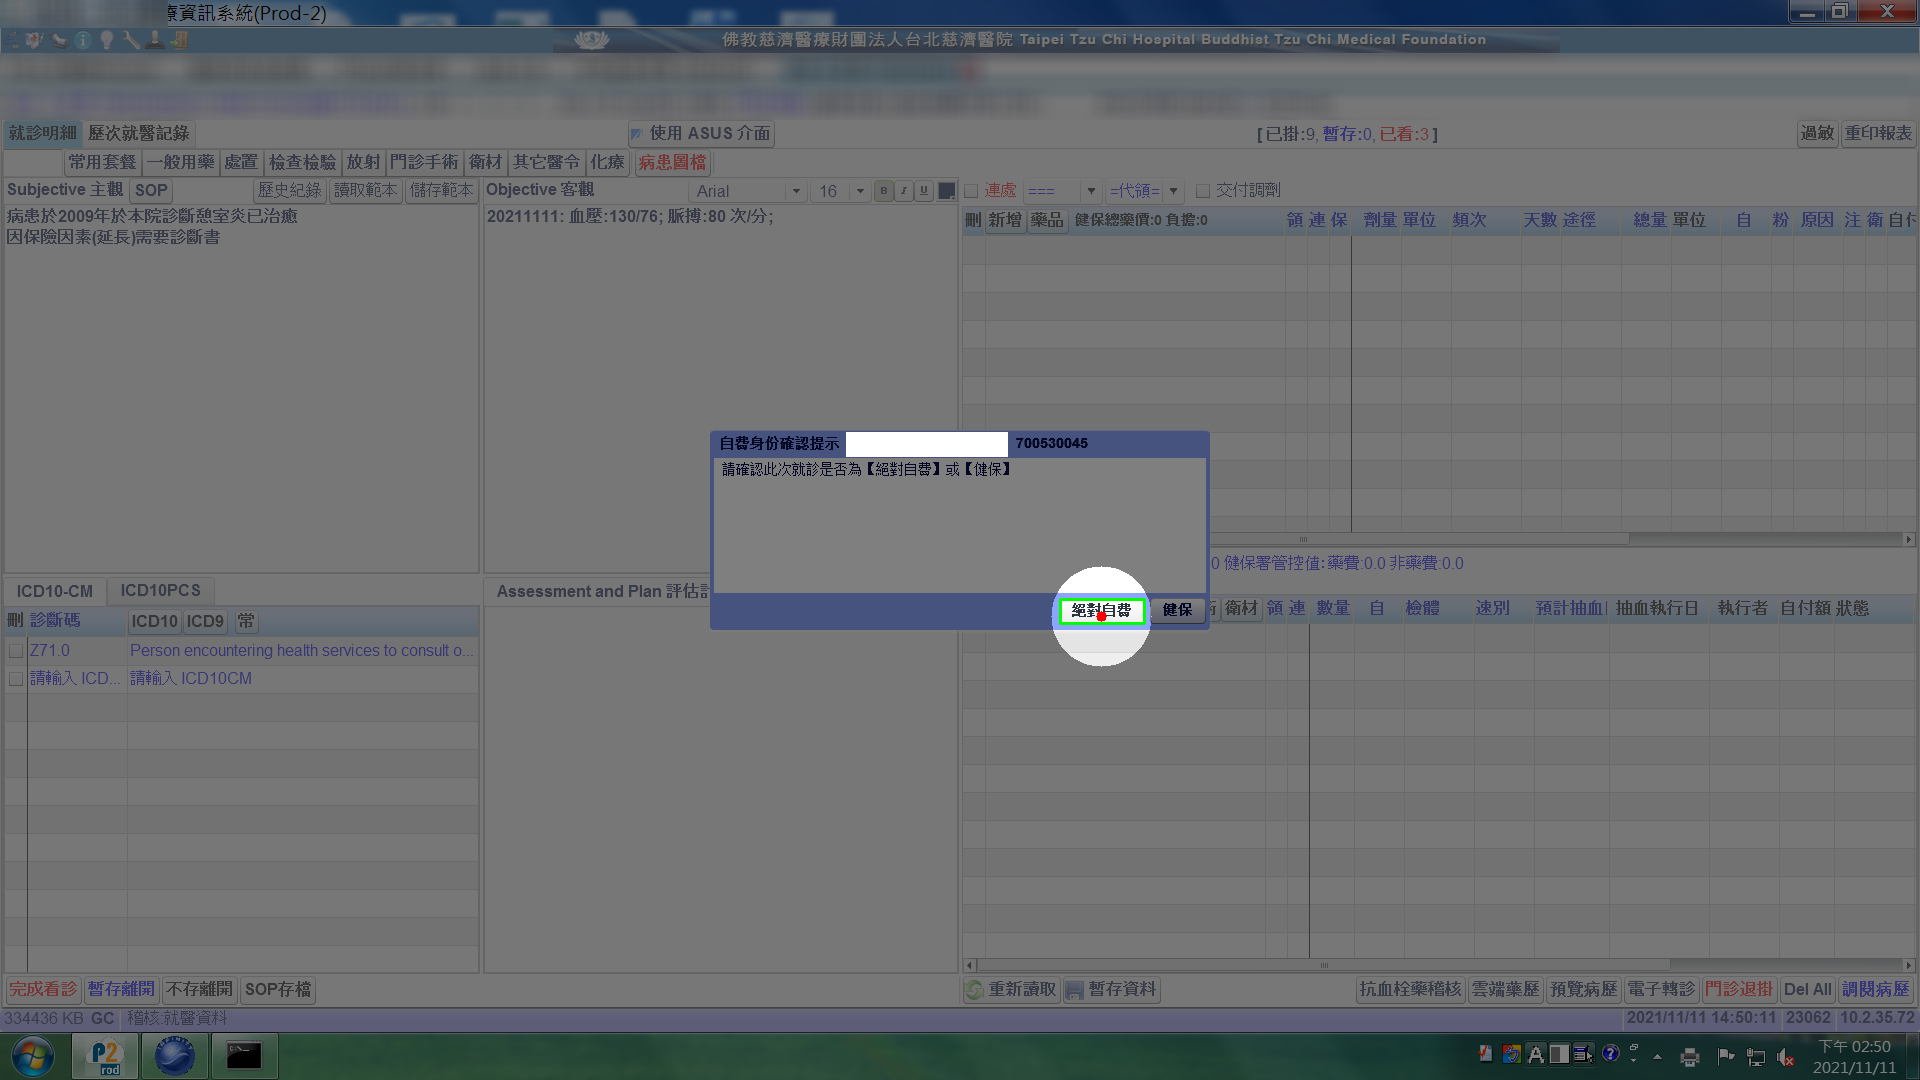 療資訊系統(Prod-2)
佛教慈濟醫療財團法人台北慈濟醫院 Taipei Tzu Chi Hospital Buddhist Tzu Chi Medical Foundation
就診明細 歷次就醫記錄 使用 ASUS 介面 [已掛:9, 暫存:0, 已看:3] 過敏 重印報表
常用套餐 一般用藥 處置 檢查檢驗 放射 門診手術 衛材 其它醫令 化療 病患圖檔
Subjective 主觀 SOP 歷史紀錄 讀取範本 儲存範本 Objective 客觀 Arial 16 B I U 連處 === =代領= 交付調劑
病患於2009年於本院診斷憩室炎已治癒
因保險因素(延長)需要診斷書
20211111: 血壓:130/76; 脈搏:80 次/分;
刪 新增 藥品 健保總藥價:0 負擔:0 領 連 保 劑量 單位 頻次 天數 途徑 總量 單位 自 粉 原因 注 衛 自付
自費身份確認提示 700530045
請確認此次就診是否為【絕對自費】或【健保】
絕對自費 健保
0 健保署管控值:藥費:0.0 非藥費:0.0
ICD10-CM ICD10PCS Assessment and Plan 評估
刪 診斷碼 ICD10 ICD9 常 衛材 領 連 數量 自 檢體 速別 預計抽血 抽血執行日 執行者 自付額 狀態
Z71.0 Person encountering health services to consult o...
請輸入 ICD... 請輸入 ICD10CM
完成看診 暫存離開 不存離開 SOP存檔 重新讀取 暫存資料 抗血栓藥稽核 雲端藥歷 預覽病歷 電子轉診 門診退掛 Del All 調閱病歷
334436 KB GC 稽核:就醫資料 2021/11/11 14:50:11 23062 10.2.35.72
P2 rod INFINITT A 下午 02:50
2021/11/11